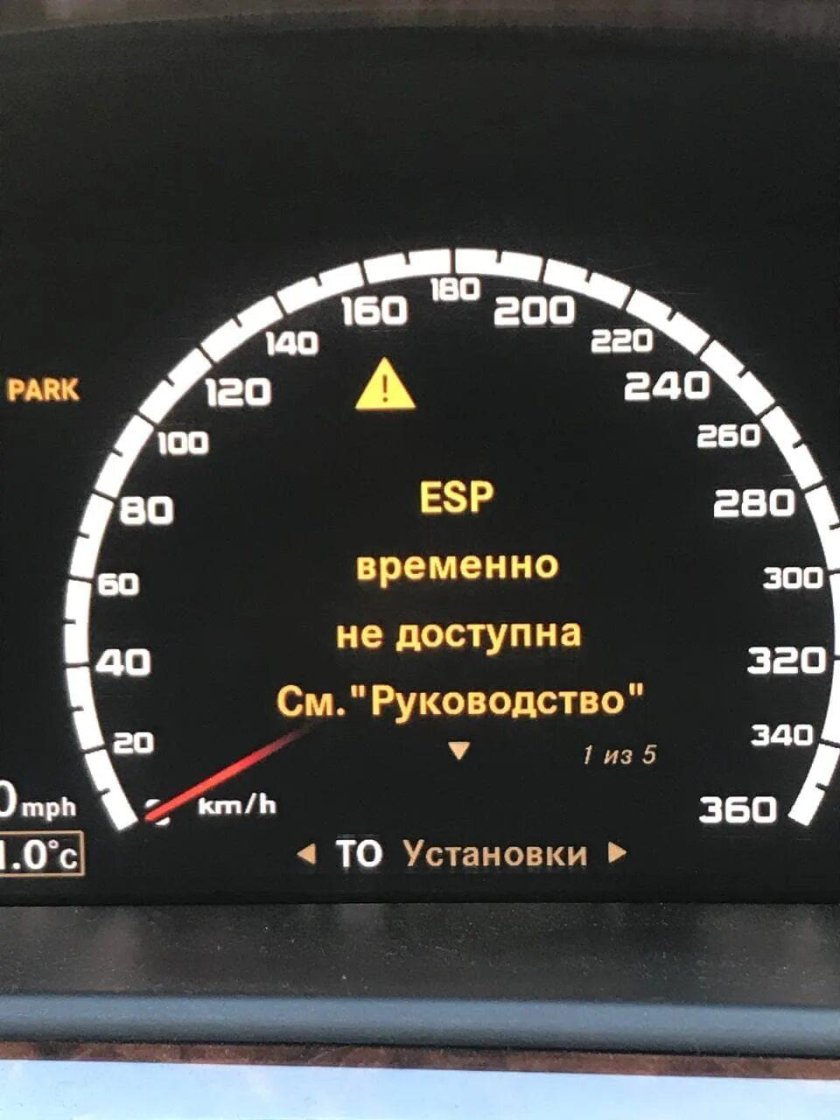 180
160 200
140 220
PARK
120 240
100 260
ESP
80 280
временно
60 300
не доступна
40 320
См."Руководство"
20 340
1 из 5
km/h 360
mph
.0°c
ТО Установки